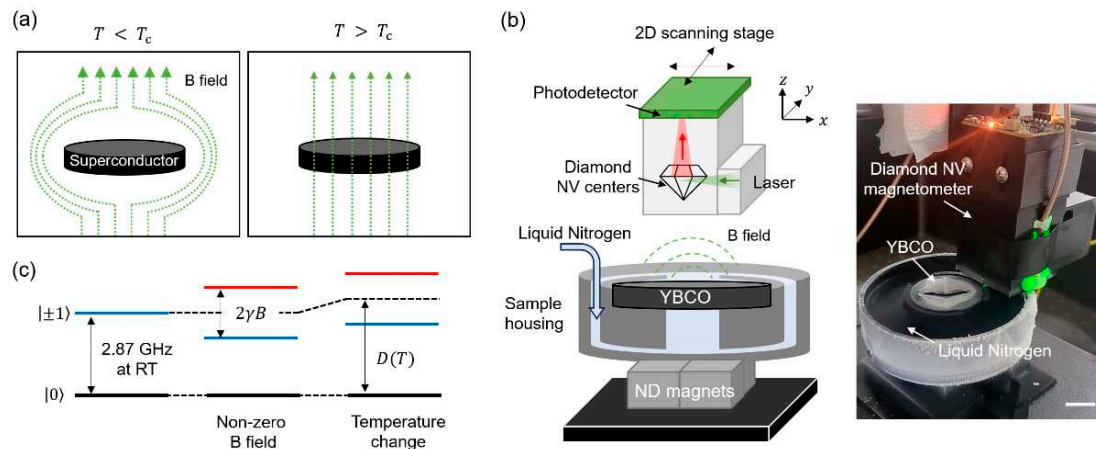 (a)
T < Tc
T > Tc
B field
Superconductor
(c)
|±1⟩
2γB
2.87 GHz
at RT
D(T)
|0⟩
Non-zero
B field
Temperature
change
(b)
2D scanning stage
Photodetector
z
y
x
Diamond
NV centers
Laser
Liquid Nitrogen
B field
YBCO
Sample
housing
ND magnets
Diamond NV
magnetometer
YBCO
Liquid Nitrogen